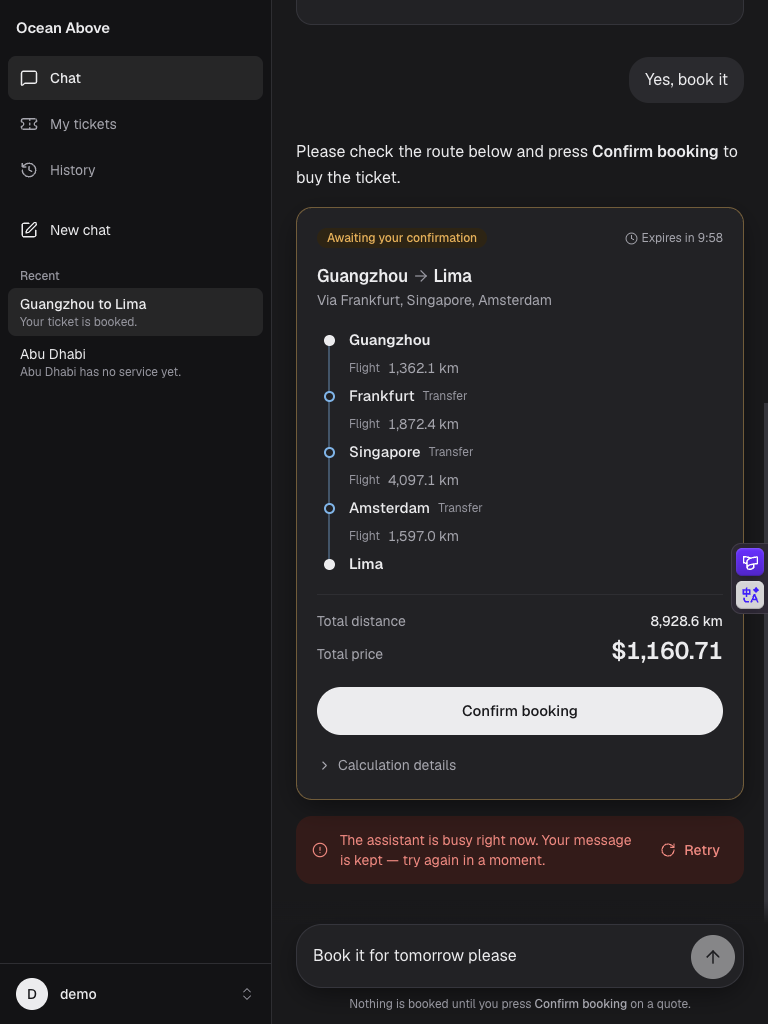 Ocean Above
Chat
My tickets
History
New chat
Recent
Guangzhou to Lima
Your ticket is booked.
Abu Dhabi
Abu Dhabi has no service yet.
D
demo
Yes, book it
Please check the route below and press Confirm booking to
buy the ticket.
Awaiting your confirmation
Expires in 9:58
Guangzhou → Lima
Via Frankfurt, Singapore, Amsterdam
Guangzhou
Flight 1,362.1 km
Frankfurt Transfer
Flight 1,872.4 km
Singapore Transfer
Flight 4,097.1 km
Amsterdam Transfer
Flight 1,597.0 km
Lima
Total distance 8,928.6 km
Total price $1,160.71
Confirm booking
Calculation details
The assistant is busy right now. Your message
is kept — try again in a moment.
Retry
Book it for tomorrow please
Nothing is booked until you press Confirm booking on a quote.
中A